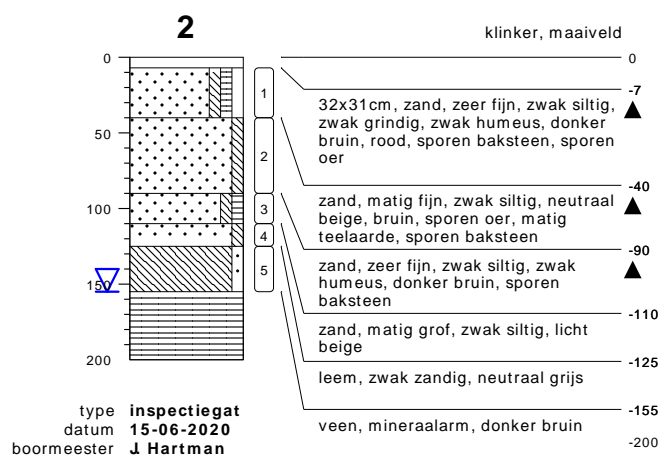 2
klinker, maaiveld
0
0
-7
1
32x31cm, zand, zeer fijn, zwak siltig,
zwak grindig, zwak humeus, donker
bruin, rood, sporen baksteen, sporen
oer
50
2
-40
zand, matig fijn, zwak siltig, neutraal
beige, bruin, sporen oer, matig
teelaarde, sporen baksteen
100
3
-90
zand, zeer fijn, zwak siltig, zwak
humeus, donker bruin, sporen
baksteen
4
-110
zand, matig grof, zwak siltig, licht
beige
5
-125
leem, zwak zandig, neutraal grijs
150
-155
veen, mineraalarm, donker bruin
200
-200
type inspectiegat
datum 15-06-2020
boormeester J. Hartman